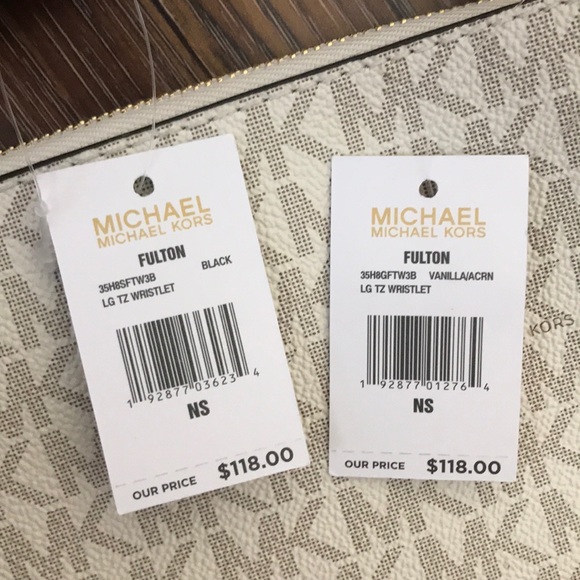 MICHAEL
MICHAEL KORS
FULTON
35H8SFTW3B BLACK
LG TZ WRISTLET
1 92877 03623 4
NS
OUR PRICE $118.00
MICHAEL
MICHAEL KORS
FULTON
35H8GFTW3B VANILLA/ACRN
LG TZ WRISTLET
1 92877 01276 4
NS
OUR PRICE $118.00
KORS